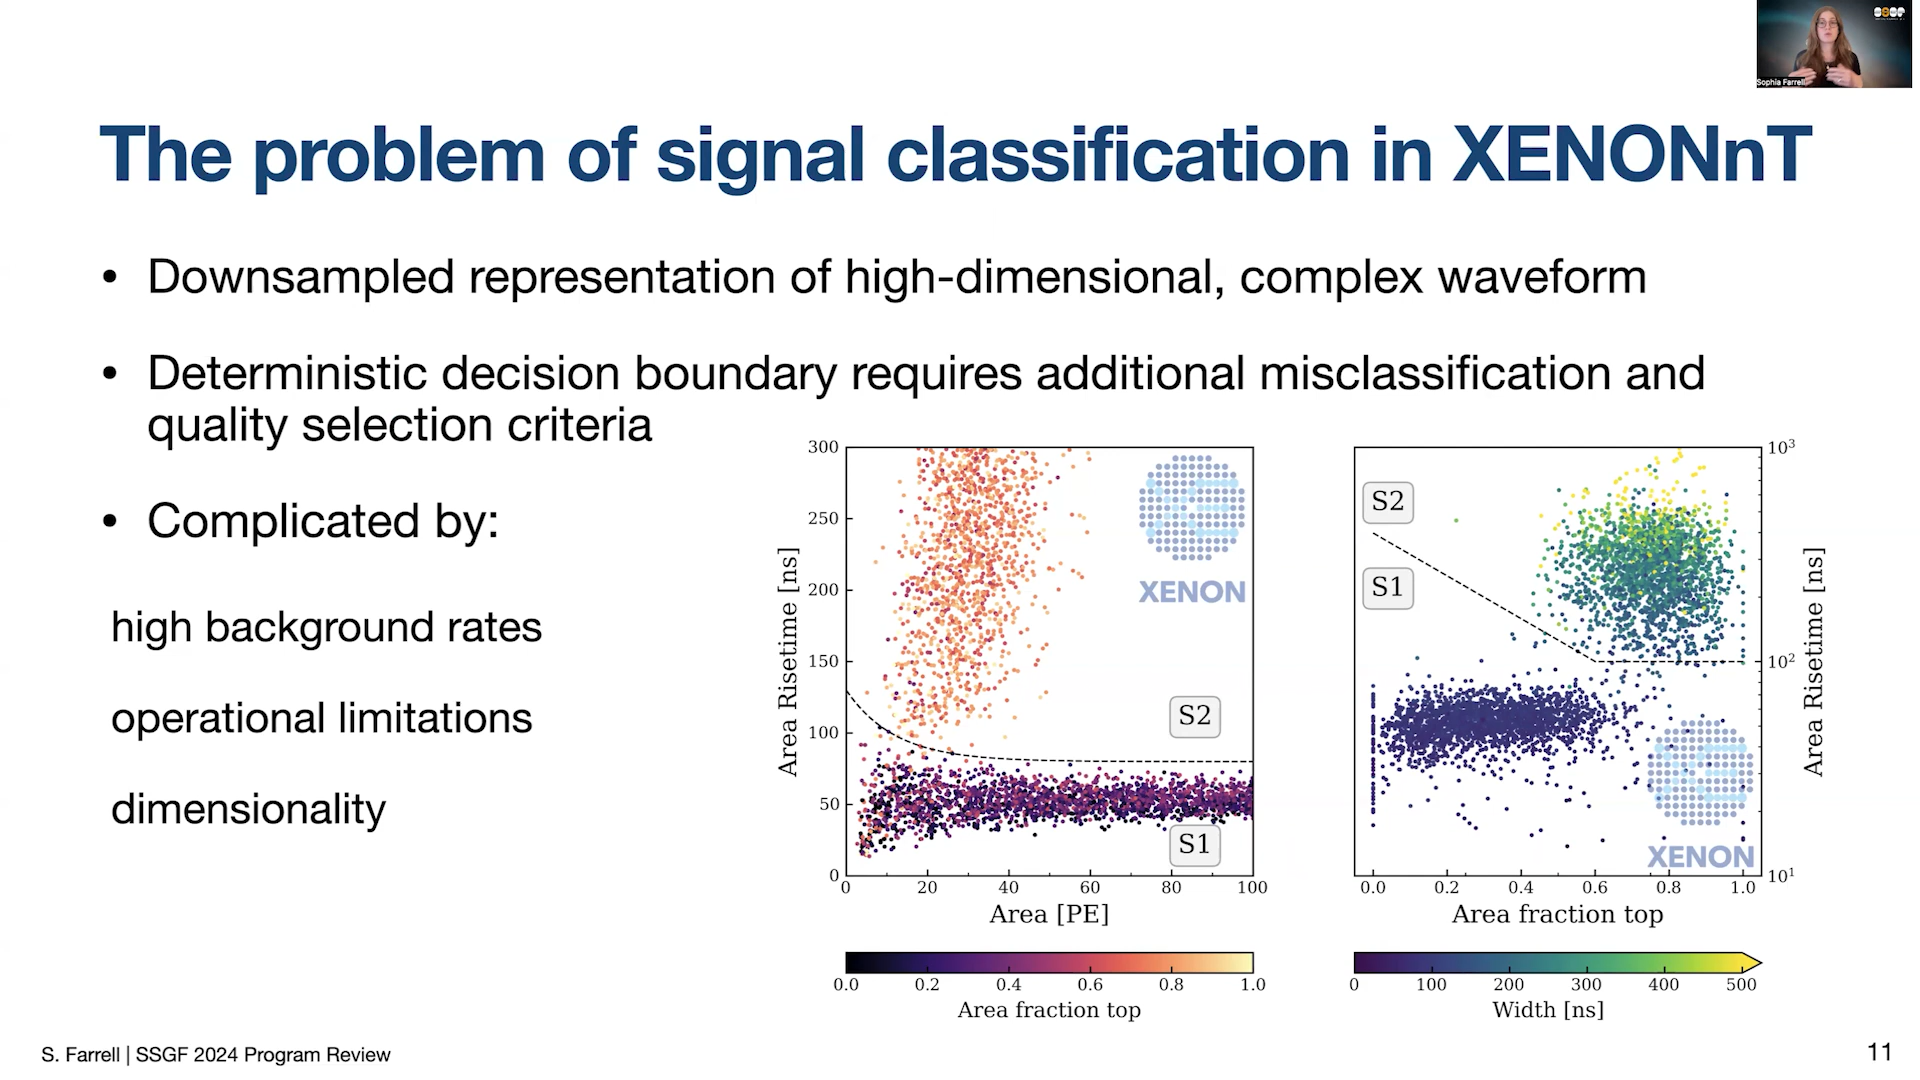 Sophia Farrell
The problem of signal classification in XENONnT
• Downsampled representation of high-dimensional, complex waveform
• Deterministic decision boundary requires additional misclassification and
quality selection criteria
• Complicated by:
high background rates
operational limitations
dimensionality
300
250
200
150
100
50
0
Area Risetime [ns]
XENON
S2
S1
0 20 40 60 80 100
Area [PE]
0.0 0.2 0.4 0.6 0.8 1.0
Area fraction top
S2
S1
XENON
10³
10²
10¹
Area Risetime [ns]
0.0 0.2 0.4 0.6 0.8 1.0
Area fraction top
0 100 200 300 400 500
Width [ns]
S. Farrell | SSGF 2024 Program Review
11